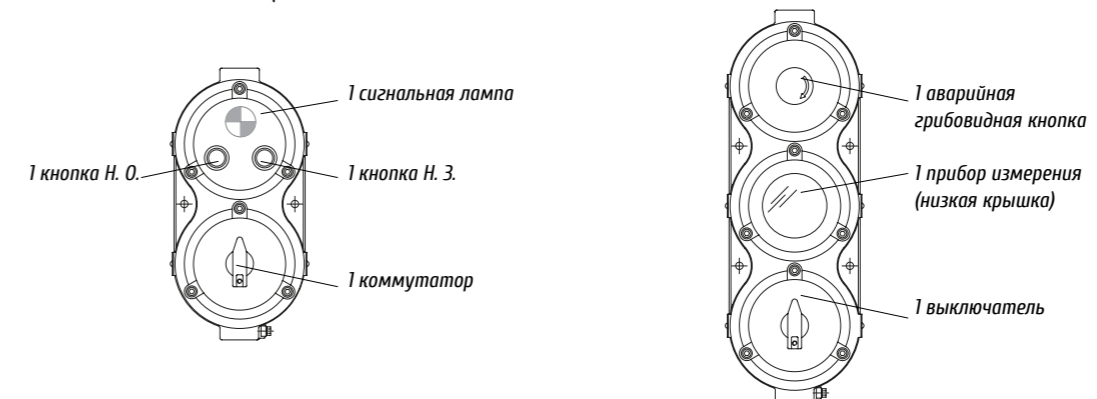 1 сигнальная лампа
1 кнопка Н. О.
1 кнопка Н. З.
1 коммутатор
1 аварийная
грибовидная кнопка
1 прибор измерения
(низкая крышка)
1 выключатель